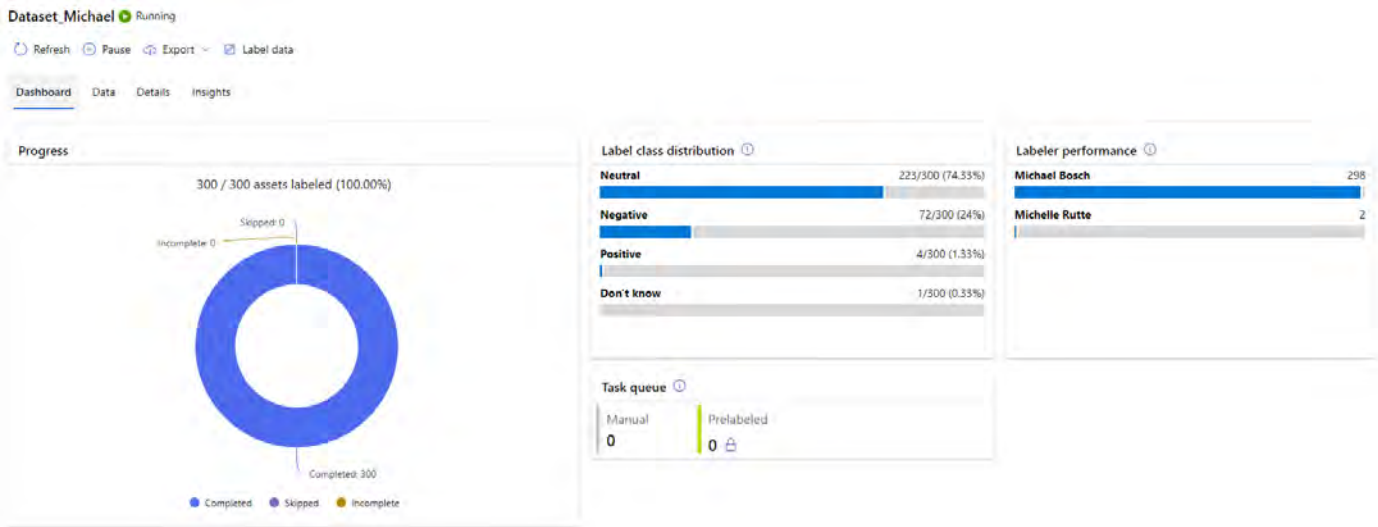 Dataset_Michael Running
Refresh Pause Export Label data
Dashboard Data Details Insights
Progress
300 / 300 assets labeled (100.00%)
Skipped: 0
Incomplete: 0
Completed: 300
Completed Skipped Incomplete
Label class distribution
Neutral 223/300 (74.33%)
Negative 72/300 (24%)
Positive 4/300 (1.33%)
Don't know 1/300 (0.33%)
Task queue
Manual Prelabeled
0 0
Labeler performance
Michael Bosch 298
Michelle Rutte 2